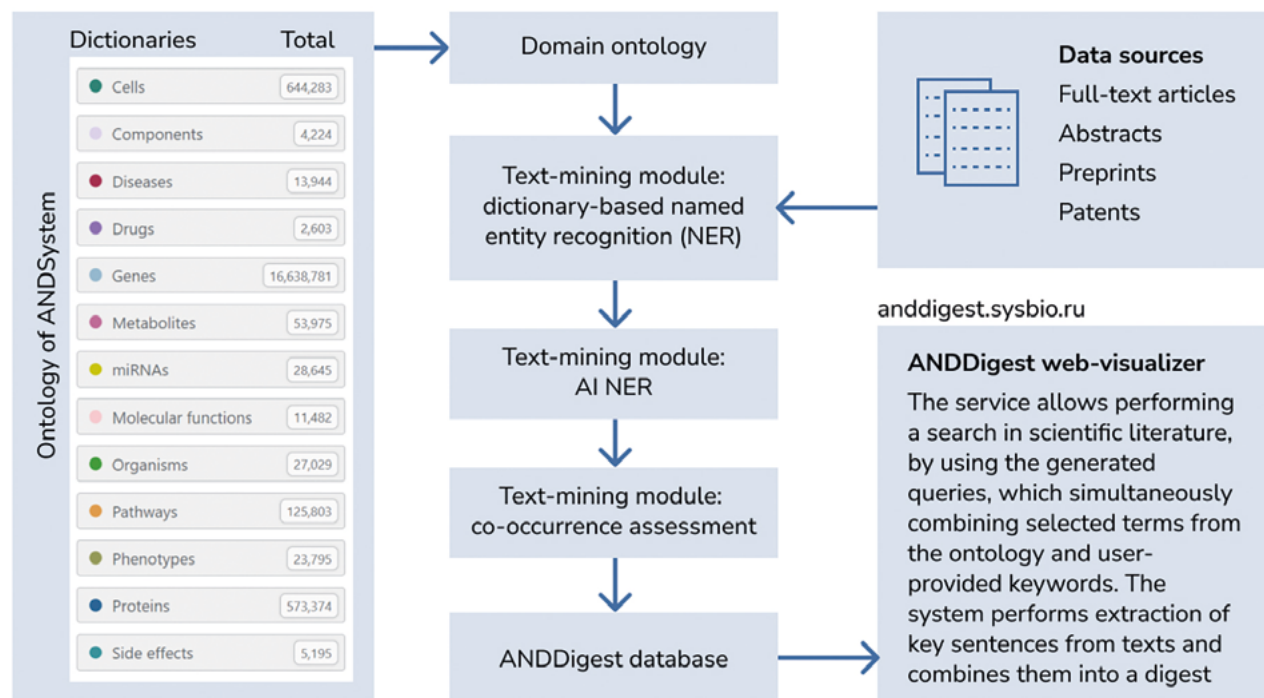 Ontology of ANDSystem
Dictionaries Total
Cells 644,283
Components 4,224
Diseases 13,944
Drugs 2,603
Genes 16,638,781
Metabolites 53,975
miRNAs 28,645
Molecular functions 11,482
Organisms 27,029
Pathways 125,803
Phenotypes 23,795
Proteins 573,374
Side effects 5,195
Domain ontology
Text-mining module:
dictionary-based named
entity recognition (NER)
Text-mining module:
AI NER
Text-mining module:
co-occurrence assessment
ANDDigest database
Data sources
Full-text articles
Abstracts
Preprints
Patents
anddigest.sysbio.ru
ANDDigest web-visualizer
The service allows performing
a search in scientific literature,
by using the generated
queries, which simultaneously
combining selected terms from
the ontology and user-
provided keywords. The
system performs extraction of
key sentences from texts and
combines them into a digest